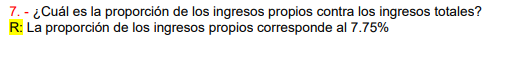 7. - ¿Cuál es la proporción de los ingresos propios contra los ingresos totales?
R: La proporción de los ingresos propios corresponde al 7.75%